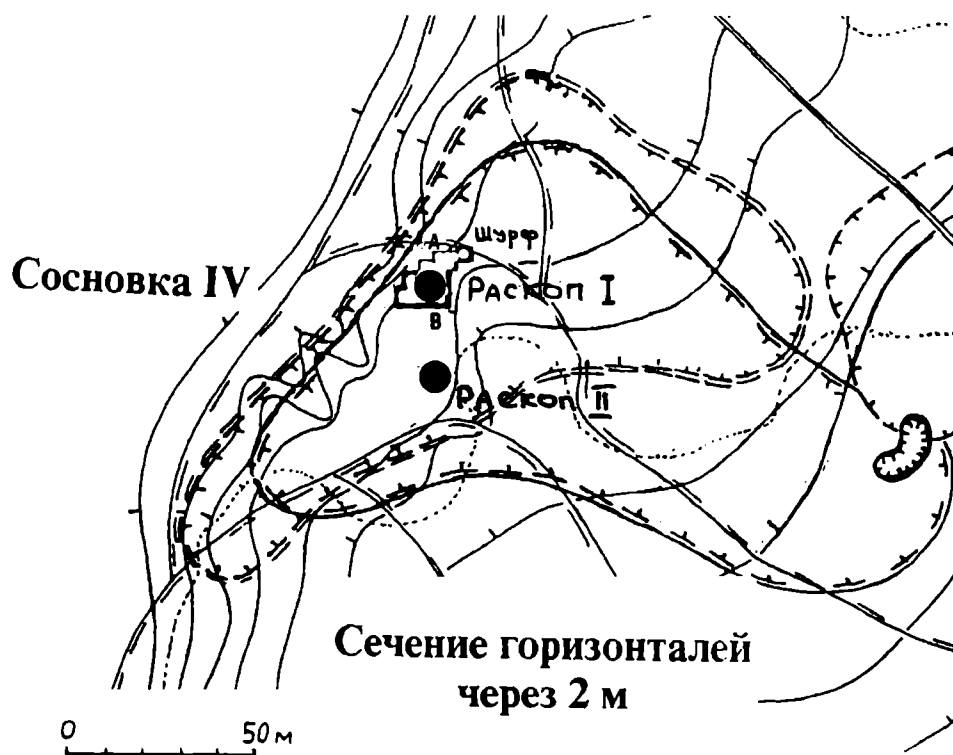 А
шурф
Сосновка IV
Раскоп I
В
Раскоп II
Сечение горизонталей
через 2 м
0 50 м